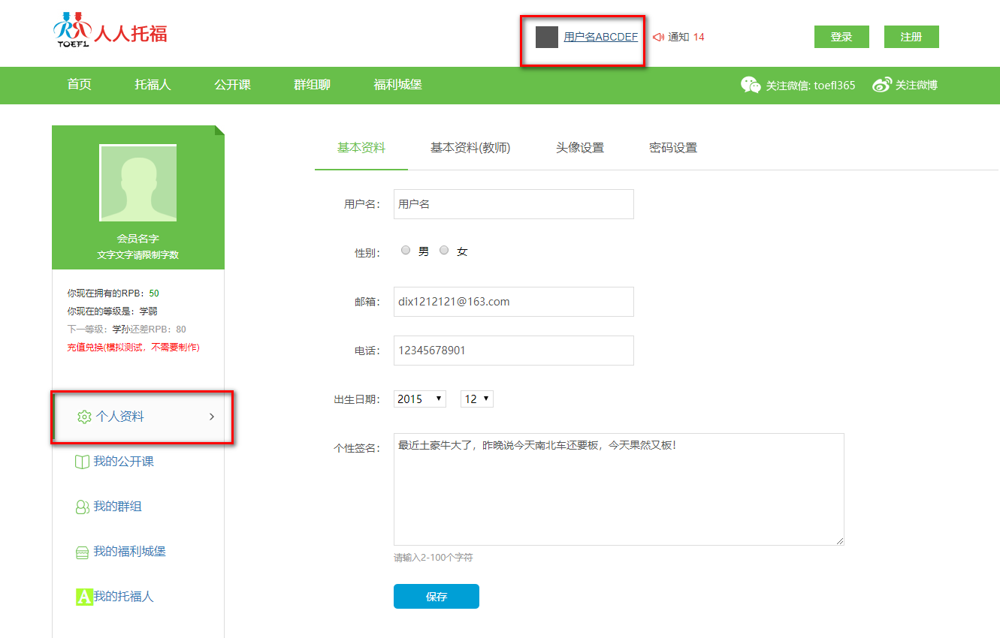 人人托福
TOEFL
用户名ABCDEF
通知 14
登录
注册
首页
托福人
公开课
群组聊
福利城堡
关注微信: toefl365
关注微博
会员名字
文字文字请限制字数
你现在拥有的RPB：50
你现在的等级是：学弱
下一等级：学孙还差RPB：80
充值兑换(模拟测试，不需要制作)
个人资料
我的公开课
我的群组
我的福利城堡
A我的托福人
基本资料
基本资料(教师)
头像设置
密码设置
用户名：
用户名
性别：
男
女
邮箱：
dix1212121@163.com
电话：
12345678901
出生日期：
2015
12
个性签名：
最近土豪牛大了，昨晚说今天南北车还要板，今天果然又板！
请输入2-100个字符
保存